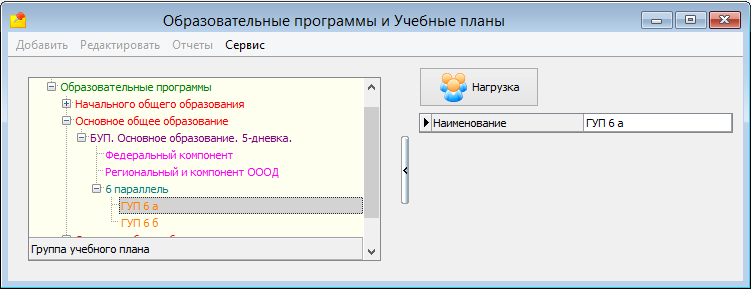 Образовательные программы и Учебные планы
Добавить Редактировать Отчеты Сервис
Образовательные программы
Начального общего образования
Основное общее образование
БУП. Основное образование. 5-дневка.
Федеральный компонент
Региональный и компонент ОООД
6 параллель
ГУП 6 а
ГУП 6 б
Группа учебного плана
Нагрузка
Наименование ГУП 6 а